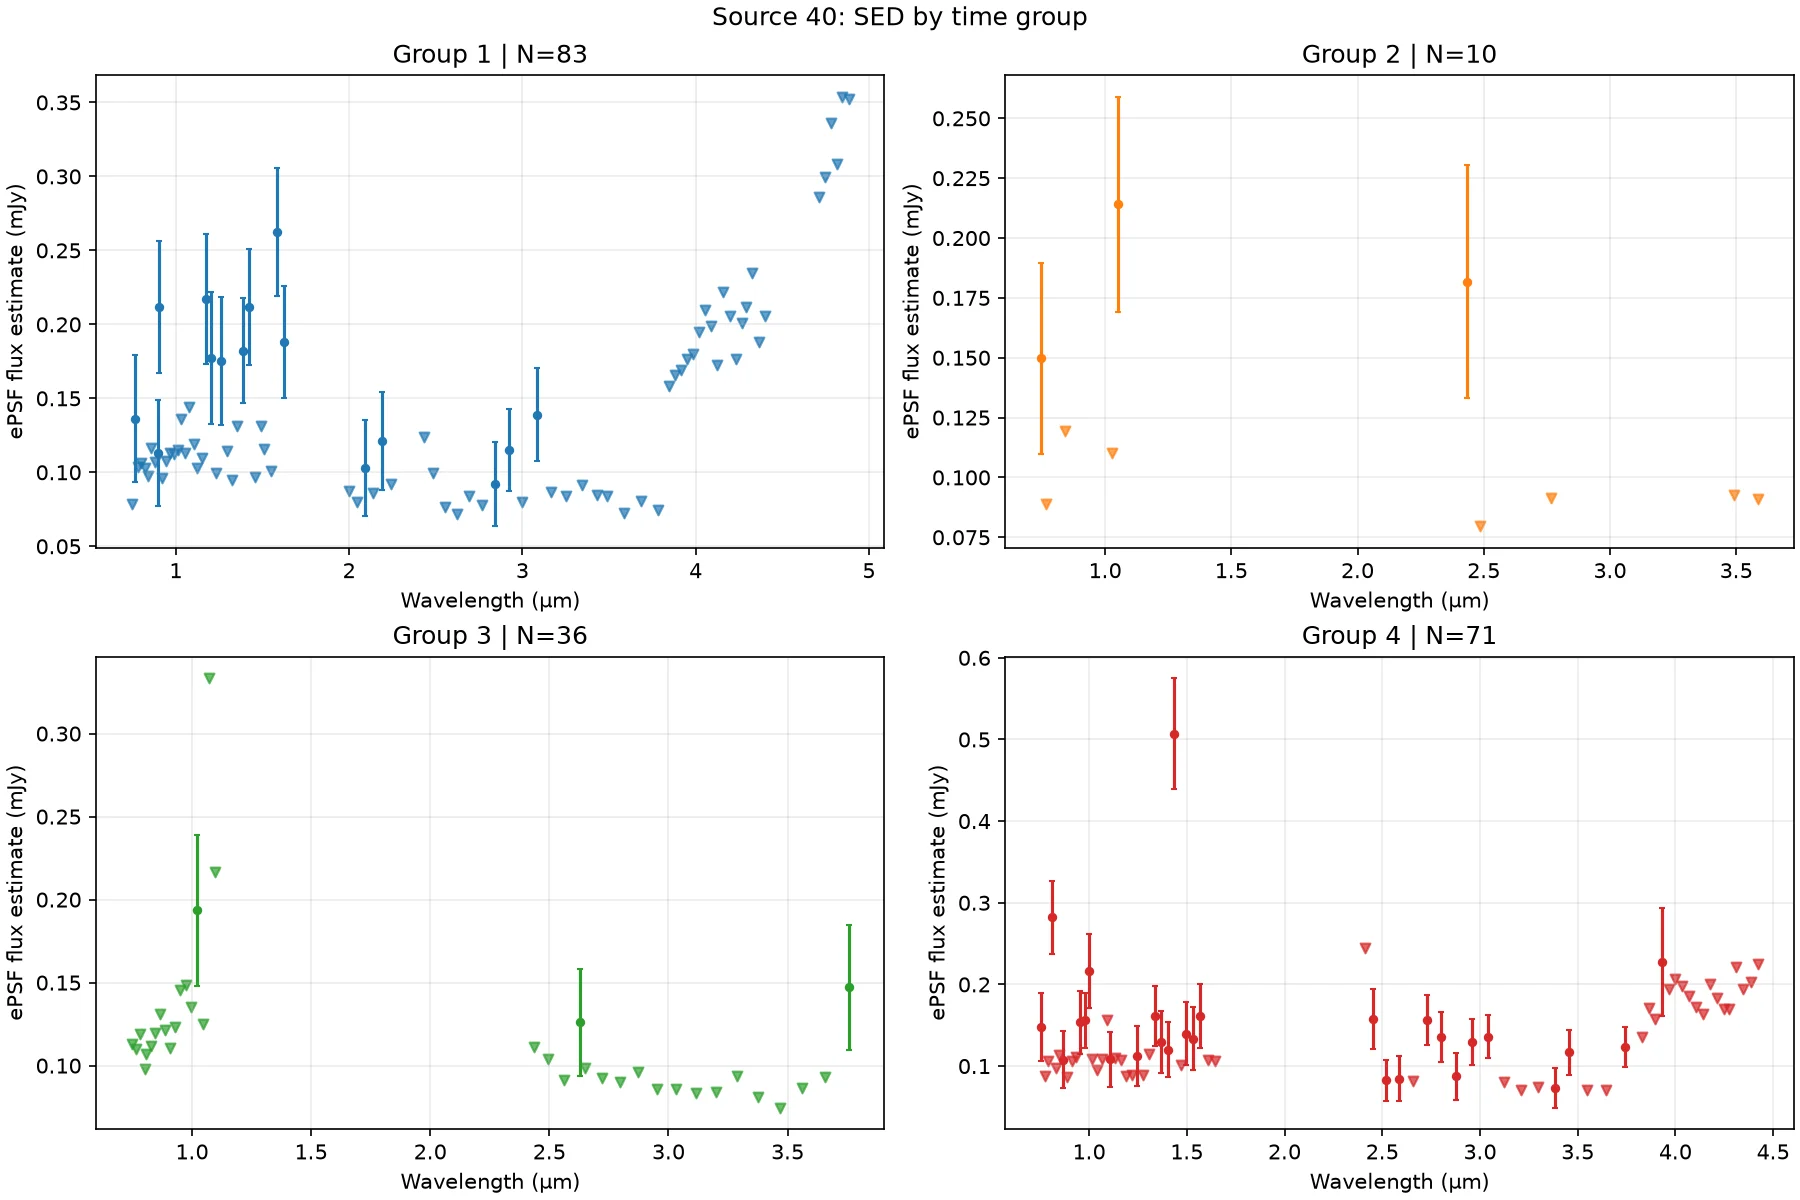 Source 40: SED by time group
Group 1 | N=83
ePSF flux estimate (mJy)
0.35
0.30
0.25
0.20
0.15
0.10
0.05
1 2 3 4 5
Wavelength (µm)
Group 2 | N=10
ePSF flux estimate (mJy)
0.250
0.225
0.200
0.175
0.150
0.125
0.100
0.075
1.0 1.5 2.0 2.5 3.0 3.5
Wavelength (µm)
Group 3 | N=36
ePSF flux estimate (mJy)
0.30
0.25
0.20
0.15
0.10
1.0 1.5 2.0 2.5 3.0 3.5
Wavelength (µm)
Group 4 | N=71
ePSF flux estimate (mJy)
0.6
0.5
0.4
0.3
0.2
0.1
1.0 1.5 2.0 2.5 3.0 3.5 4.0 4.5
Wavelength (µm)